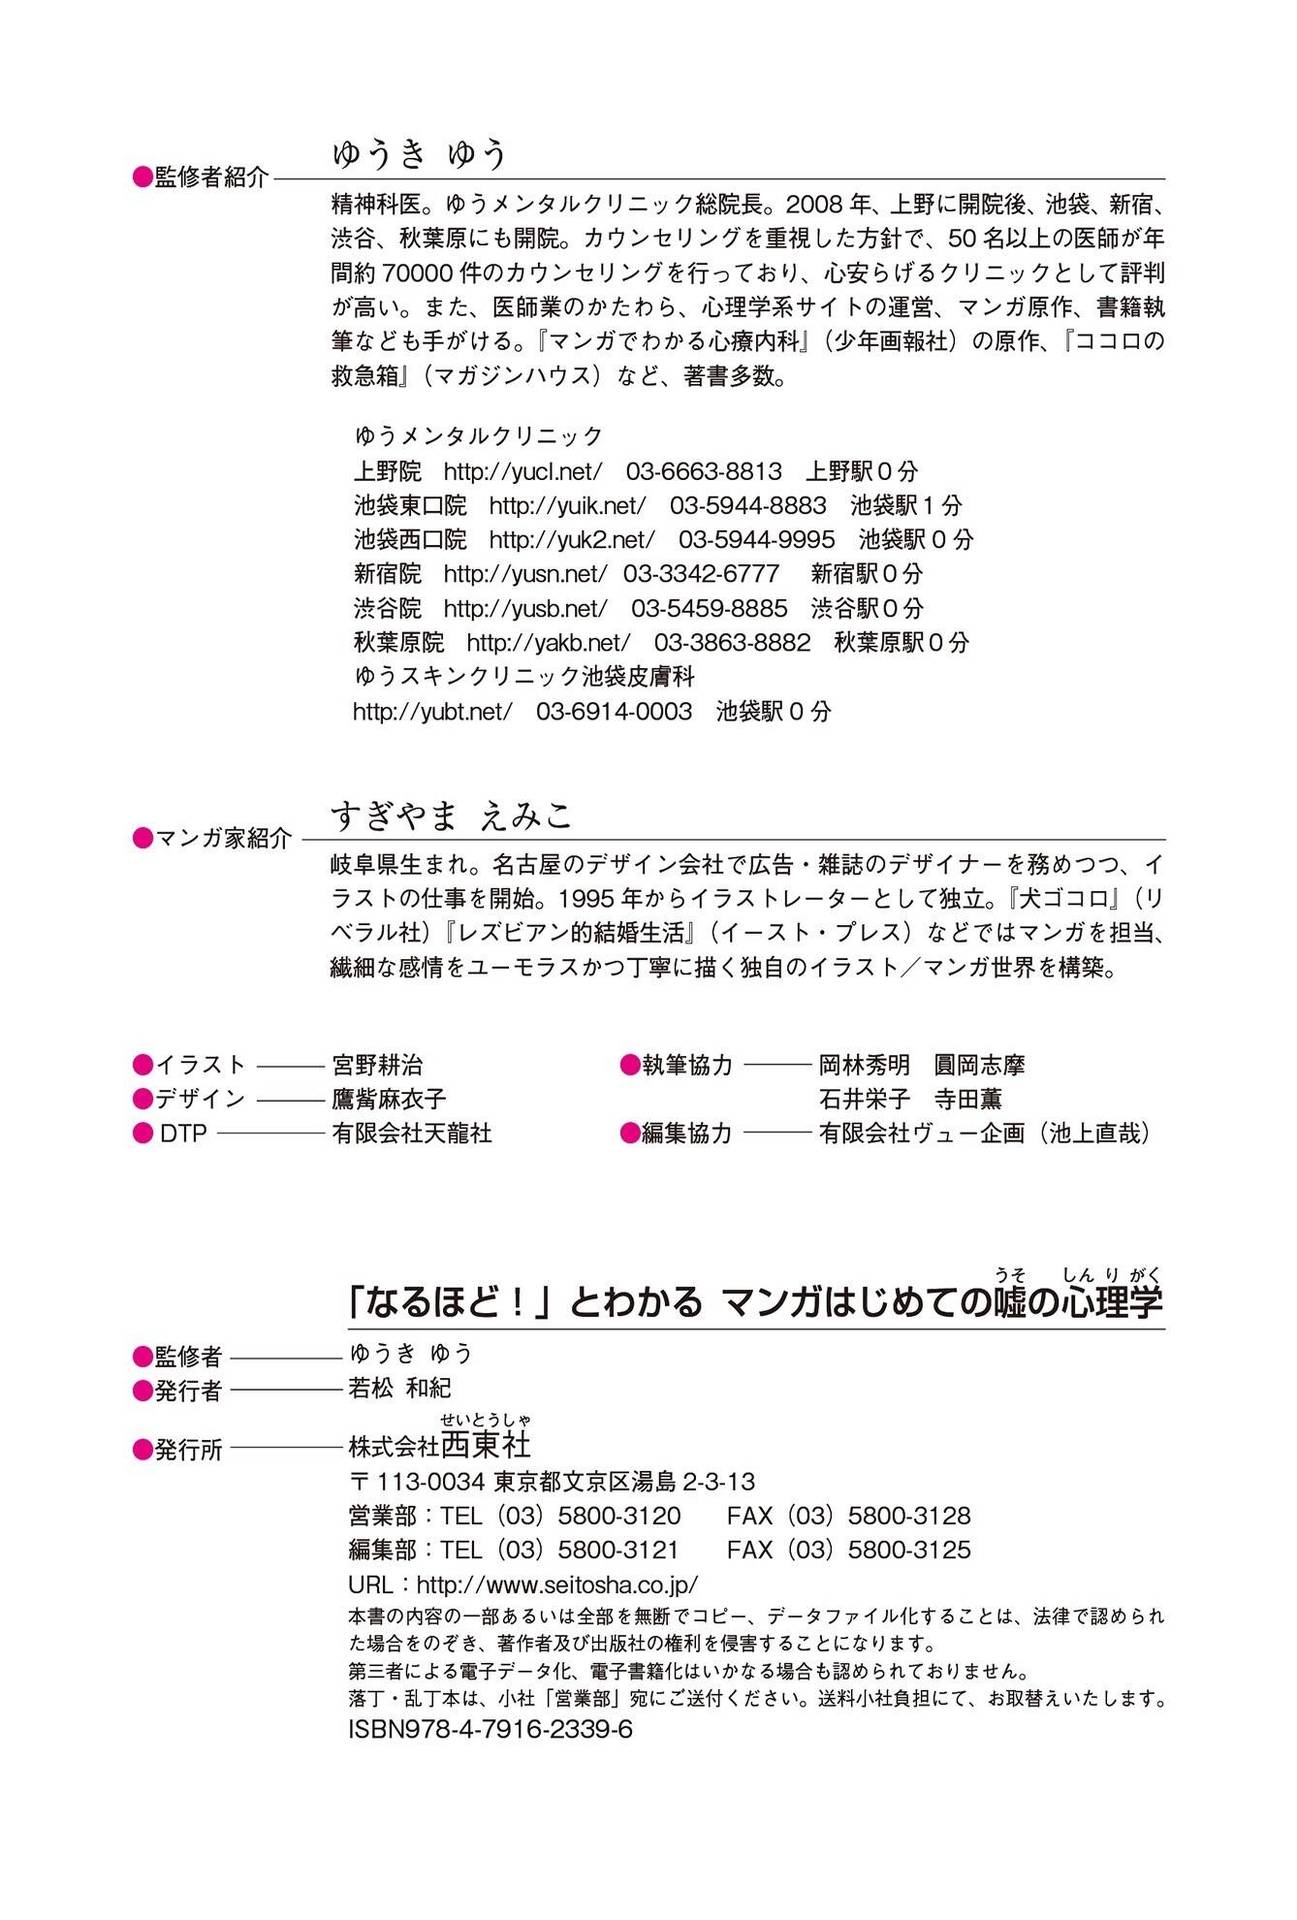 ゆうき ゆう
●監修者紹介
精神科医。ゆうメンタルクリニック総院長。2008 年、上野に開院後、池袋、新宿、
渋谷、秋葉原にも開院。カウンセリングを重視した方針で、50 名以上の医師が年
間約 70000 件のカウンセリングを行っており、心安らげるクリニックとして評判
が高い。また、医師業のかたわら、心理学系サイトの運営、マンガ原作、書籍執
筆なども手がける。『マンガでわかる心療内科』（少年画報社）の原作、『ココロの
救急箱』（マガジンハウス）など、著書多数。
ゆうメンタルクリニック
上野院　http://yucl.net/　03-6663-8813　上野駅 0 分
池袋東口院　http://yuik.net/　03-5944-8883　池袋駅 1 分
池袋西口院　http://yuk2.net/　03-5944-9995　池袋駅 0 分
新宿院　http://yusn.net/　03-3342-6777　新宿駅 0 分
渋谷院　http://yusb.net/　03-5459-8885　渋谷駅 0 分
秋葉原院　http://yakb.net/　03-3863-8882　秋葉原駅 0 分
ゆうスキンクリニック池袋皮膚科
http://yubt.net/　03-6914-0003　池袋駅 0 分
すぎやま えみこ
●マンガ家紹介
岐阜県生まれ。名古屋のデザイン会社で広告・雑誌のデザイナーを務めつつ、イ
ラストの仕事を開始。1995 年からイラストレーターとして独立。『犬ゴコロ』（リ
ベラル社）『レズビアン的結婚生活』（イースト・プレス）などではマンガを担当、
繊細な感情をユーモラスかつ丁寧に描く独自のイラスト／マンガ世界を構築。
●イラスト　宮野耕治　●執筆協力　岡林秀明　圓岡志摩
●デザイン　鷹觜麻衣子　石井栄子　寺田薫
●DTP　有限会社天龍社　●編集協力　有限会社ヴュー企画（池上直哉）
うそ しん り がく
「なるほど！」とわかる マンガはじめての嘘の心理学
●監修者　ゆうき ゆう
●発行者　若松 和紀
せいとうしゃ
●発行所　株式会社西東社
〒 113-0034 東京都文京区湯島 2-3-13
営業部：TEL（03）5800-3120　FAX（03）5800-3128
編集部：TEL（03）5800-3121　FAX（03）5800-3125
URL：http://www.seitosha.co.jp/
本書の内容の一部あるいは全部を無断でコピー、データファイル化することは、法律で認められ
た場合をのぞき、著作者及び出版社の権利を侵害することになります。
第三者による電子データ化、電子書籍化はいかなる場合も認められておりません。
落丁・乱丁本は、小社「営業部」宛にご送付ください。送料小社負担にて、お取替えいたします。
ISBN978-4-7916-2339-6